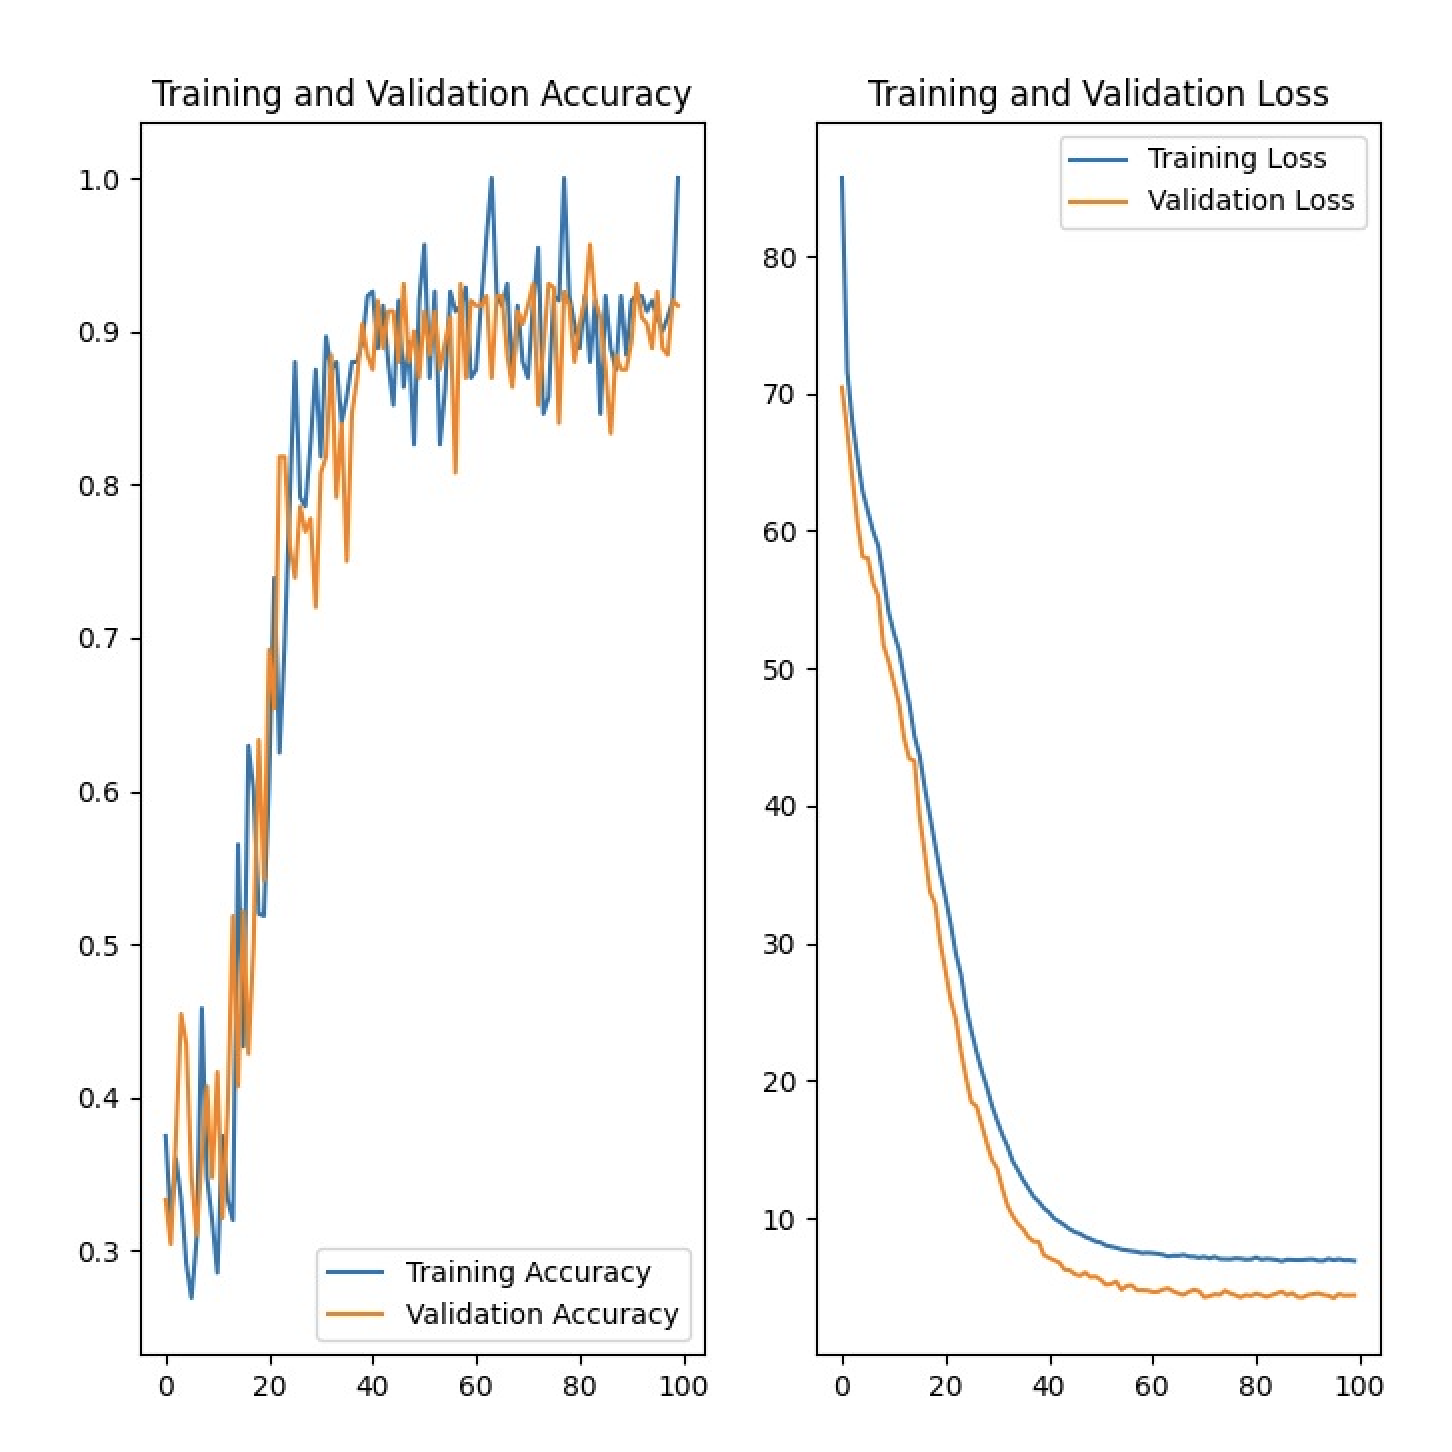 Training and Validation Accuracy
1.0
0.9
0.8
0.7
0.6
0.5
0.4
0.3
Training Accuracy
Validation Accuracy
0 20 40 60 80 100
Training and Validation Loss
Training Loss
Validation Loss
80
70
60
50
40
30
20
10
0 20 40 60 80 100